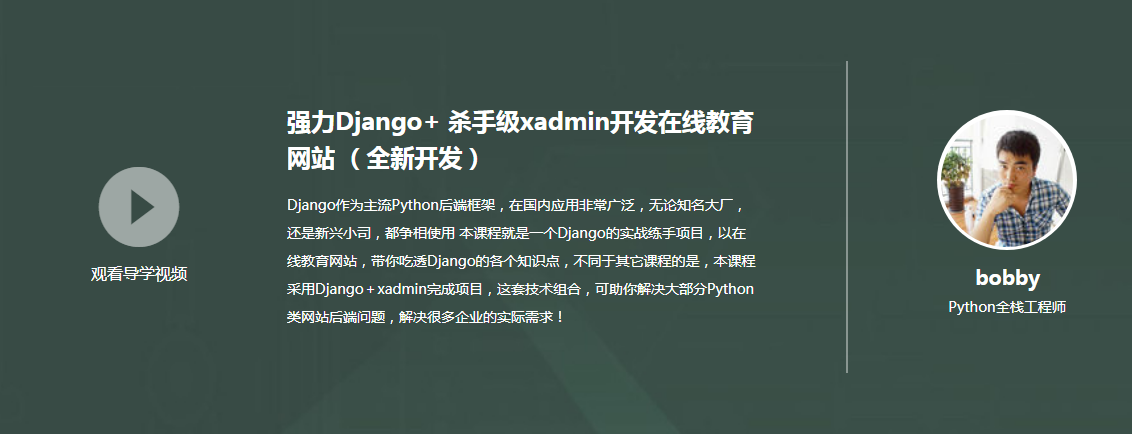 强力Django+ 杀手级xadmin开发在线教育
网站 （ 全新开发 ）
Django作为主流Python后端框架，在国内应用非常广泛，无论知名大厂，
还是新兴小司，都争相使用 本课程就是一个Django的实战练手项目，以在
线教育网站，带你吃透Django的各个知识点，不同于其它课程的是，本课程
采用Django + xadmin完成项目，这套技术组合，可助你解决大部分Python
类网站后端问题，解决很多企业的实际需求！
观看导学视频
bobby
Python全栈工程师